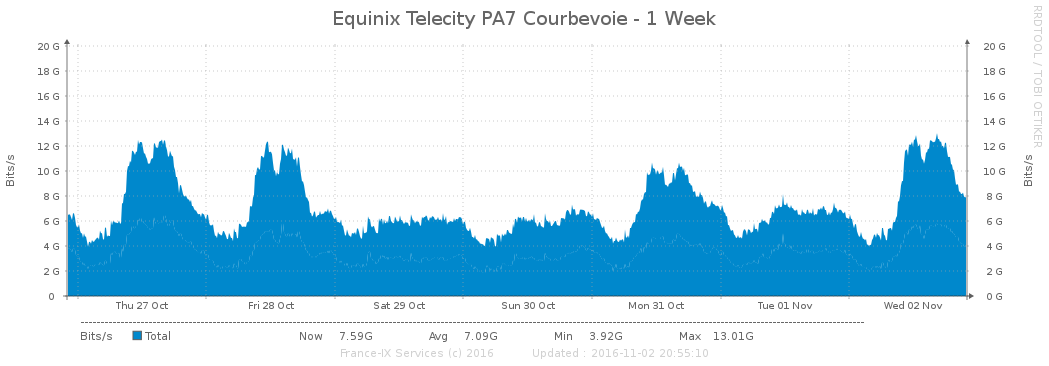 Equinix Telecity PA7 Courbevoie - 1 Week
RRDTOOL / TOBI OETIKER
Bits/s
Bits/s
20 G 20 G
18 G 18 G
16 G 16 G
14 G 14 G
12 G 12 G
10 G 10 G
8 G 8 G
6 G 6 G
4 G 4 G
2 G 2 G
0 0 G
Thu 27 Oct Fri 28 Oct Sat 29 Oct Sun 30 Oct Mon 31 Oct Tue 01 Nov Wed 02 Nov
Bits/s Total Now 7.59G Avg 7.09G Min 3.92G Max 13.01G
France-IX Services (c) 2016 Updated : 2016-11-02 20:55:10